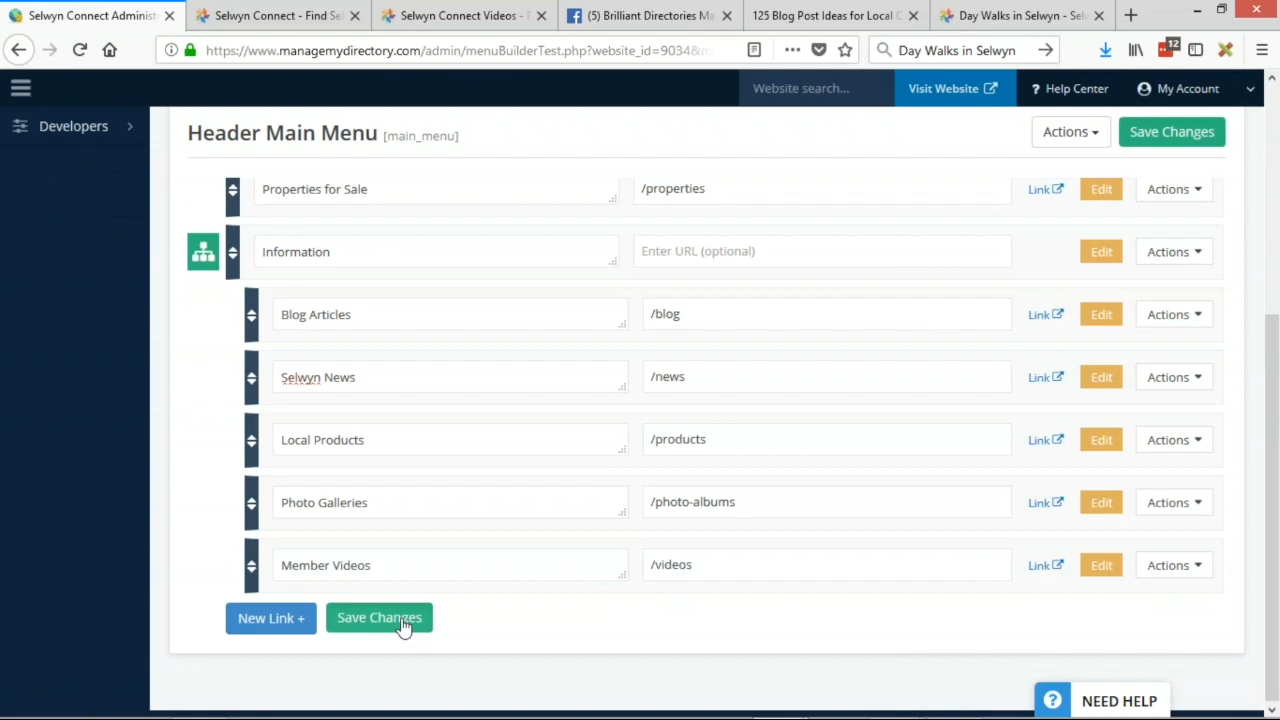 Selwyn Connect Administ
Selwyn Connect - Find Sel
Selwyn Connect Videos - F
(5) Brilliant Directories Ma
125 Blog Post Ideas for Local C
Day Walks in Selwyn - Selw
https://www.managemydirectory.com/admin/menuBuilderTest.php?website_id=9034&m
Day Walks in Selwyn
12
Website search...
Visit Website
? Help Center
My Account
Developers
Header Main Menu [main_menu]
Actions
Save Changes
Properties for Sale
/properties
Link
Edit
Actions
Information
Enter URL (optional)
Edit
Actions
Blog Articles
/blog
Link
Edit
Actions
Selwyn News
/news
Link
Edit
Actions
Local Products
/products
Link
Edit
Actions
Photo Galleries
/photo-albums
Link
Edit
Actions
Member Videos
/videos
Link
Edit
Actions
New Link +
Save Changes
? NEED HELP